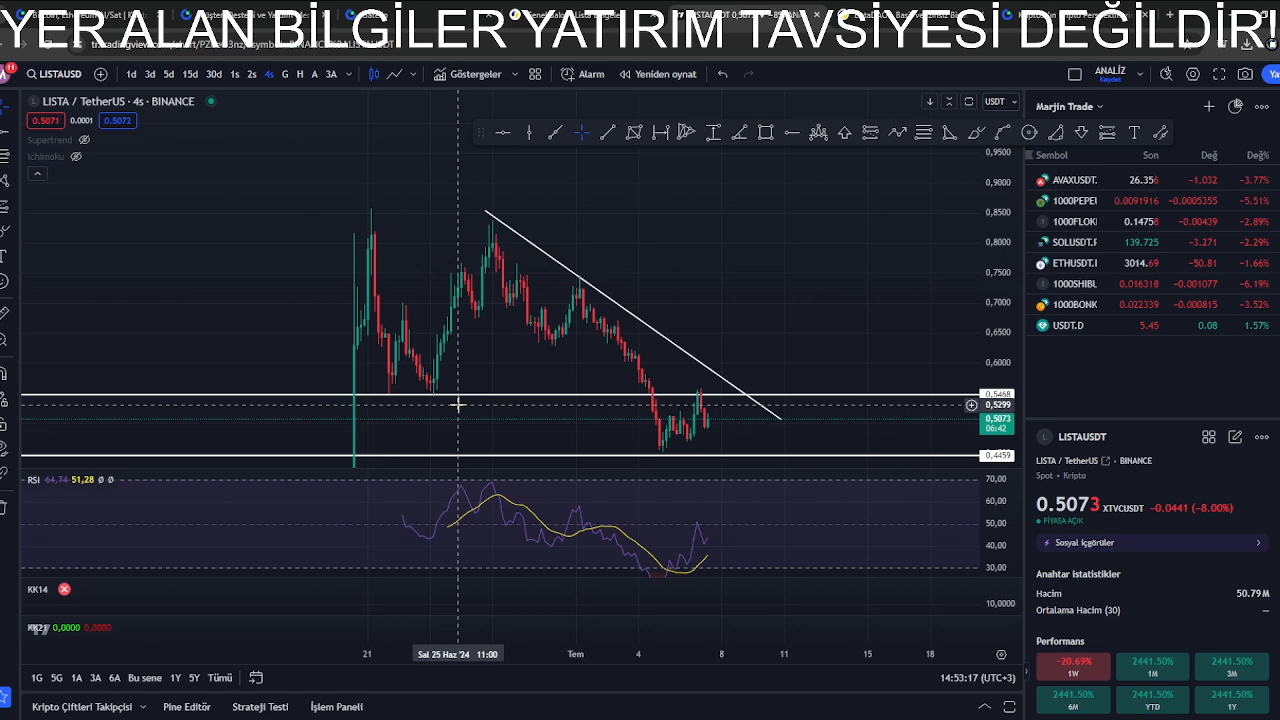 YER ALAN BİLGİLER YATIRIM TAVSİYESİ DEĞİLDİR!
LISTAUSD
1d 3d 5d 15d 30d 1s 2s 4s G H A 3A
Göstergeler
Alarm
Yeniden oynat
ANALİZ
Kaydet
LISTA / TetherUS · 4s · BINANCE
0.5071 0.0001 0.5072
Supertrend
Ichimoku
USDT
0,9500
0,9000
0,8500
0,8000
0,7500
0,7000
0,6500
0,6000
0,5468
0,5299
0,5073
06:42
0,4459
RSI 64,74 51,28 Ø Ø
70,00
60,00
50,00
40,00
30,00
KK14
10,0000
KK21 0,0000 0,0000
21
Sal 25 Haz '24 11:00
Tem
4
8
11
15
18
1G 5G 1A 3A 6A Bu sene 1Y 5Y Tümü
14:53:17 (UTC+3)
Kripto Çiftleri Takipçisi
Pine Editör
Strateji Testi
İşlem Paneli
Marjin Trade
Sembol Son Değ Değ%
AVAXUSDT. 26.356 −1.032 −3.77%
1000PEPEU 0.0091916 −0.0005355 −5.51%
1000FLOKI 0.14758 −0.00439 −2.89%
SOLUSDT.F 139.725 −3.271 −2.29%
ETHUSDT.I 3014.69 −50.81 −1.66%
1000SHIBU 0.016318 −0.001077 −6.19%
1000BONK 0.022339 −0.000815 −3.52%
USDT.D 5.45 0.08 1.57%
LISTAUSDT
LISTA / TetherUS · BINANCE
Spot • Kripto
0.5073 XTVCUSDT −0.0441 (−8.00%)
PİYASA AÇIK
Sosyal içgörüler
Anahtar istatistikler
Hacim 50.79 M
Ortalama Hacim (30) —
Performans
−20.69%
1W
2441.50%
1M
2441.50%
3M
2441.50%
6M
2441.50%
YTD
2441.50%
1Y